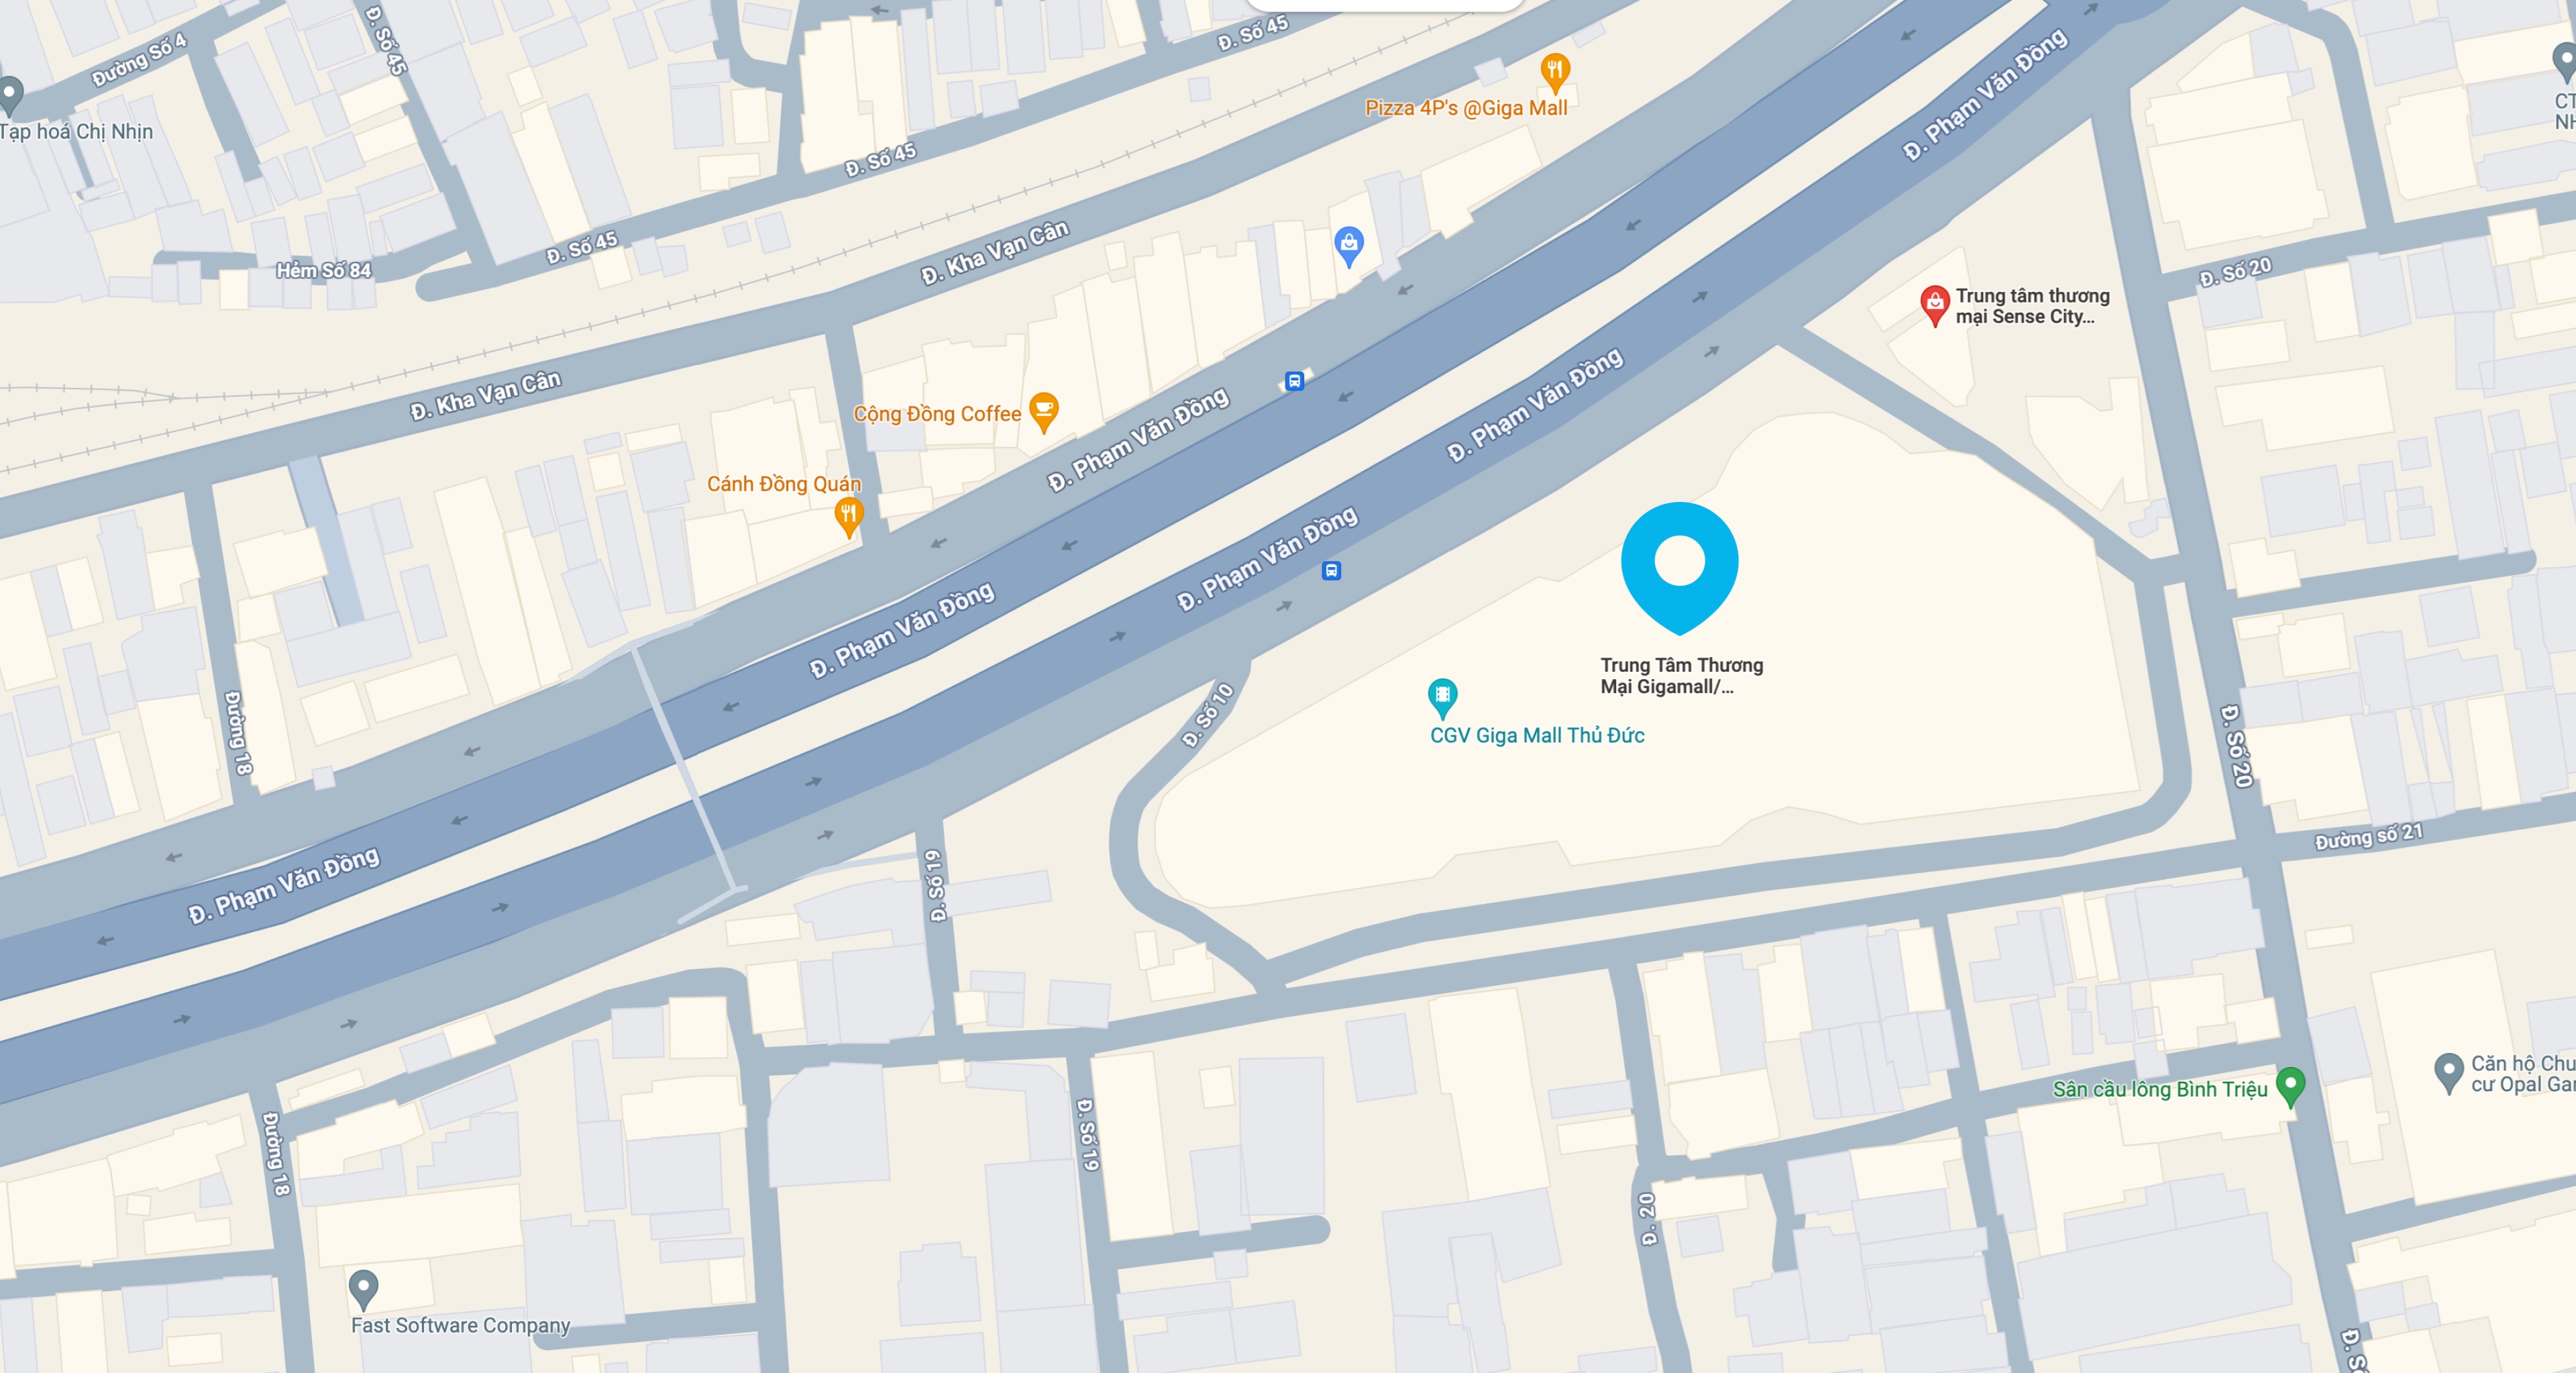 Đường Số 4
Đ. Số 45
Đ. Số 45
Pizza 4P's @Giga Mall
Đ. Phạm Văn Đồng
Tạp hoá Chị Nhịn
Đ. Số 45
Đ. Số 45
Hẻm Số 84
Đ. Kha Vạn Cân
Đ. Số 20
Trung tâm thương
mại Sense City...
Đ. Kha Vạn Cân
Cộng Đồng Coffee
Đ. Phạm Văn Đồng
Đ. Phạm Văn Đồng
Cánh Đồng Quán
Đ. Phạm Văn Đồng
Đ. Phạm Văn Đồng
Trung Tâm Thương
Mại Gigamall/...
Đ. Số 10
CGV Giga Mall Thủ Đức
Đường 18
Đ. Số 20
Đường số 21
Đ. Phạm Văn Đồng
Đ. Số 19
Căn hộ Chu
cư Opal Gar
Sân cầu lông Bình Triệu
Đường 18
Đ. Số 19
Đ. 20
Fast Software Company